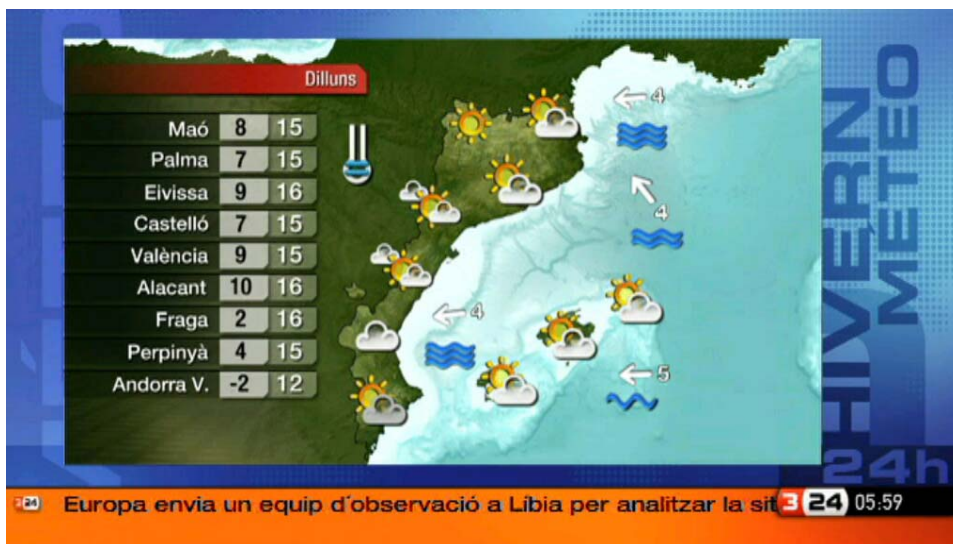 Dilluns
Maó 8 15
Palma 7 15
Eivissa 9 16
Castelló 7 15
València 9 15
Alacant 10 16
Fraga 2 16
Perpinyà 4 15
Andorra V. -2 12
4
4
4
5
HIVERN
METEO
24h
3 24 Europa envia un equip d´observació a Líbia per analitzar la sit 3 24 05:59